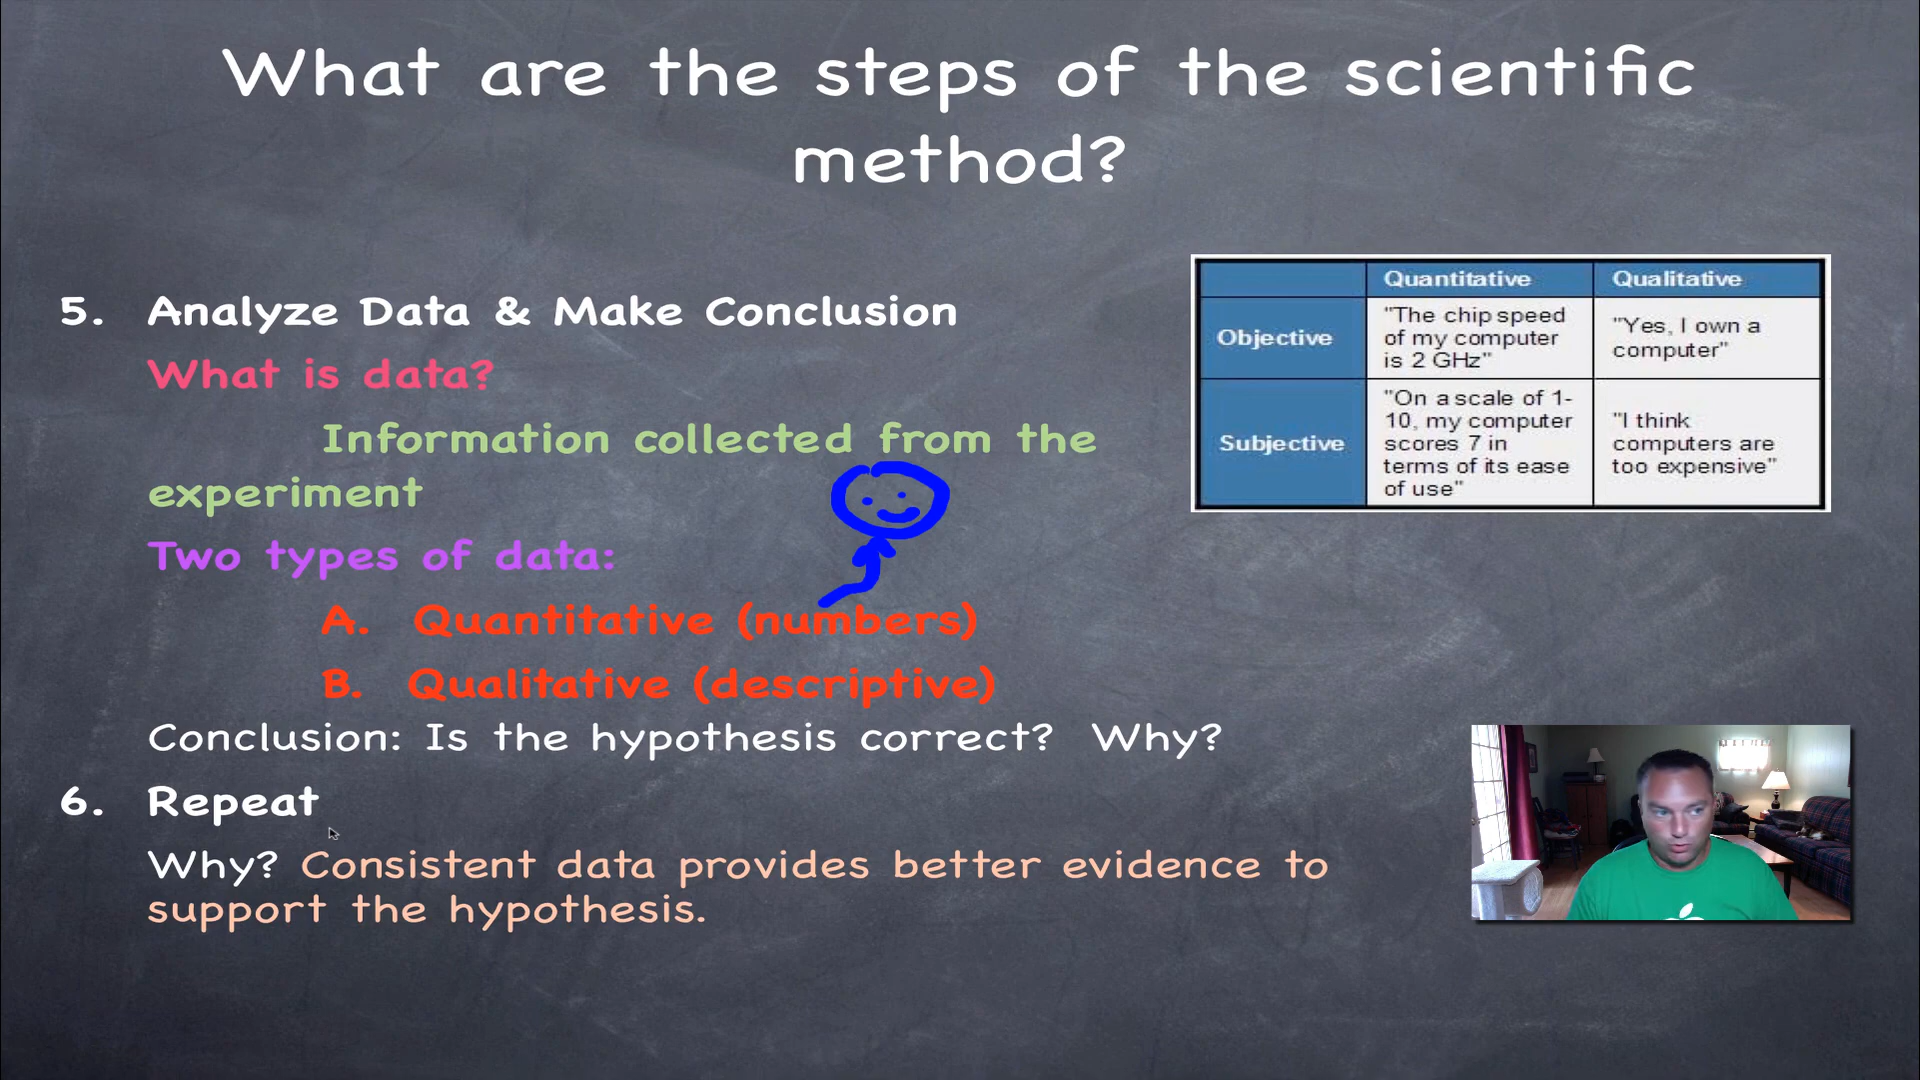 What are the steps of the scientific
method?
5. Analyze Data & Make Conclusion
What is data?
Information collected from the
experiment
Two types of data:
A. Quantitative (numbers)
B. Qualitative (descriptive)
Conclusion: Is the hypothesis correct? Why?
6. Repeat
Why? Consistent data provides better evidence to
support the hypothesis.
Quantitative Qualitative
Objective
"The chip speed
of my computer
is 2 GHz"
"Yes, I own a
computer"
Subjective
"On a scale of 1-
10, my computer
scores 7 in
terms of its ease
of use"
"I think
computers are
too expensive"